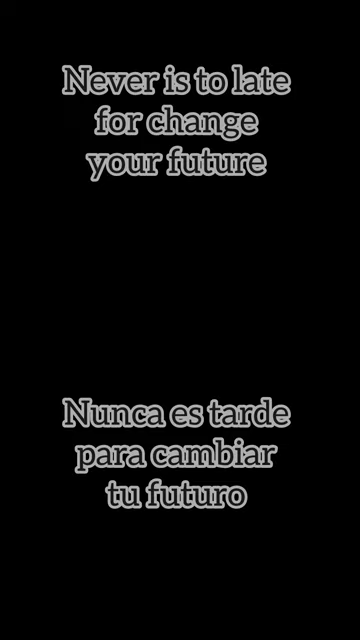 Never is to late
for change
your future
Nunca es tarde
para cambiar
tu futuro